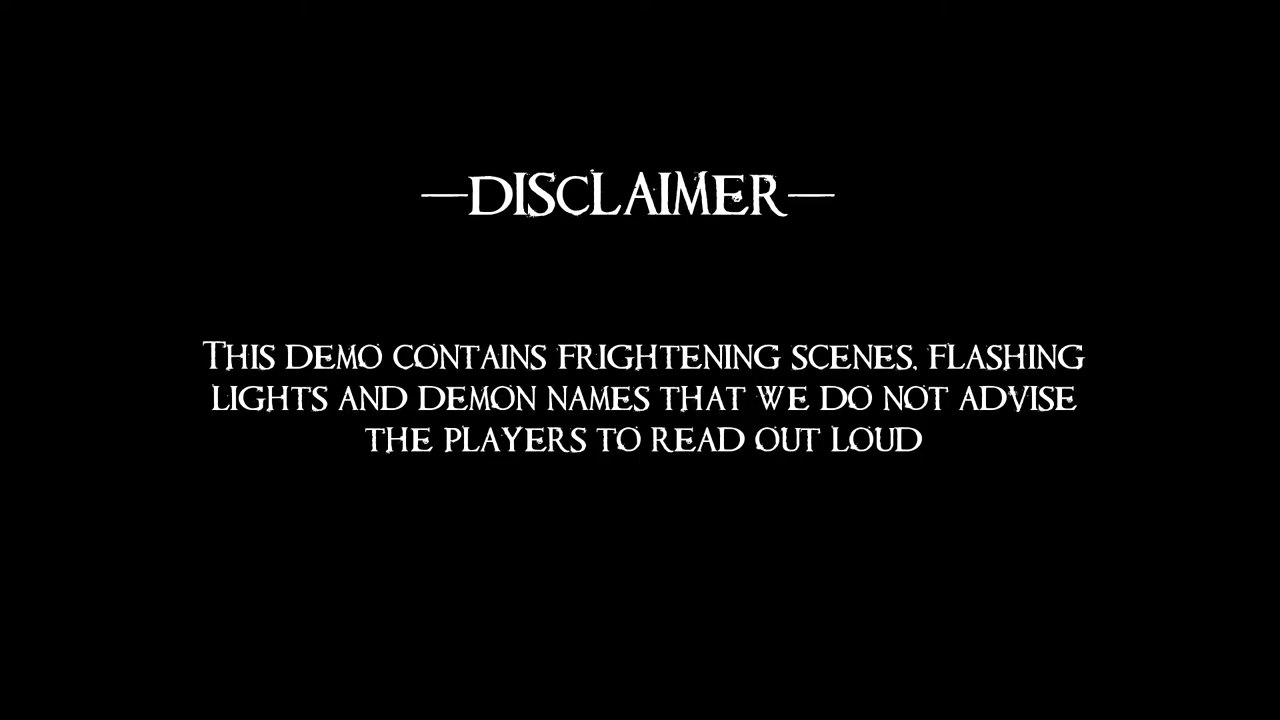 —DISCLAIMER—
THIS DEMO CONTAINS FRIGHTENING SCENES, FLASHING
LIGHTS AND DEMON NAMES THAT WE DO NOT ADVISE
THE PLAYERS TO READ OUT LOUD